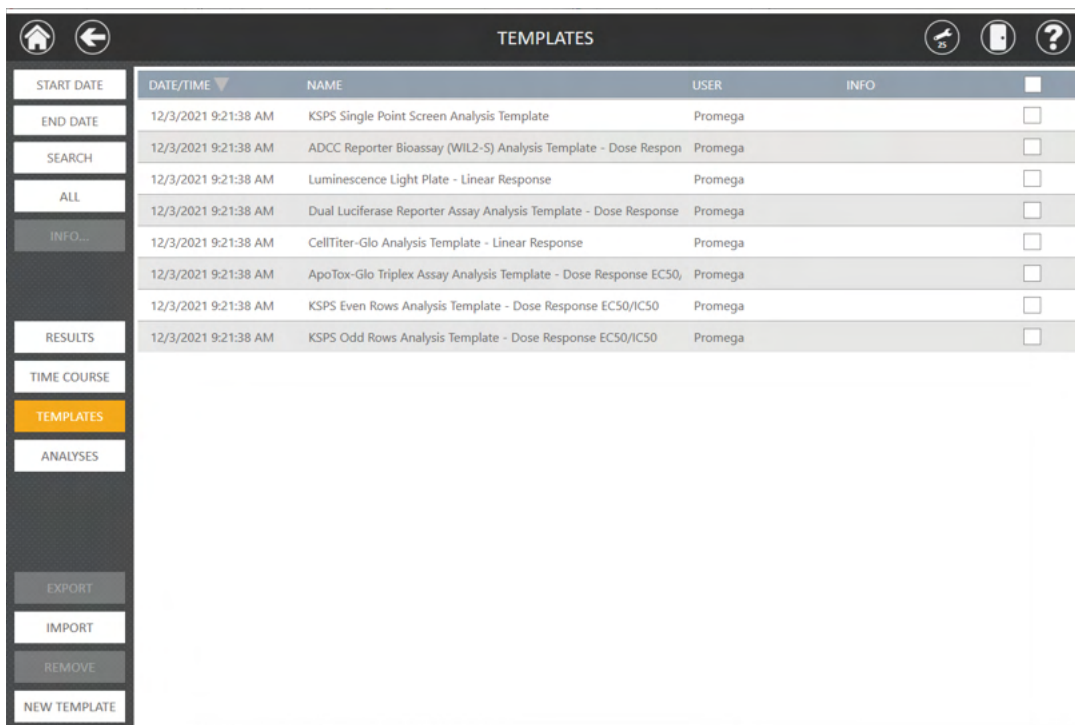 TEMPLATES
25
?
START DATE
END DATE
SEARCH
ALL
INFO...
RESULTS
TIME COURSE
TEMPLATES
ANALYSES
EXPORT
IMPORT
REMOVE
NEW TEMPLATE
DATE/TIME NAME USER INFO
12/3/2021 9:21:38 AM KSPS Single Point Screen Analysis Template Promega
12/3/2021 9:21:38 AM ADCC Reporter Bioassay (WIL2-S) Analysis Template - Dose Respon Promega
12/3/2021 9:21:38 AM Luminescence Light Plate - Linear Response Promega
12/3/2021 9:21:38 AM Dual Luciferase Reporter Assay Analysis Template - Dose Response Promega
12/3/2021 9:21:38 AM CellTiter-Glo Analysis Template - Linear Response Promega
12/3/2021 9:21:38 AM ApoTox-Glo Triplex Assay Analysis Template - Dose Response EC50, Promega
12/3/2021 9:21:38 AM KSPS Even Rows Analysis Template - Dose Response EC50/IC50 Promega
12/3/2021 9:21:38 AM KSPS Odd Rows Analysis Template - Dose Response EC50/IC50 Promega